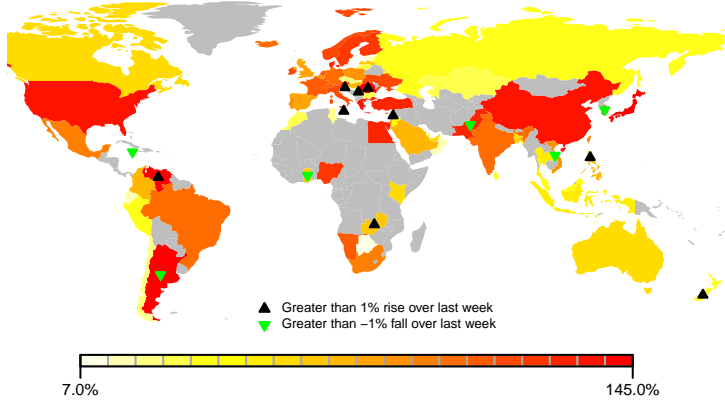 Greater than 1% rise over last week
Greater than −1% fall over last week
7.0% 145.0%